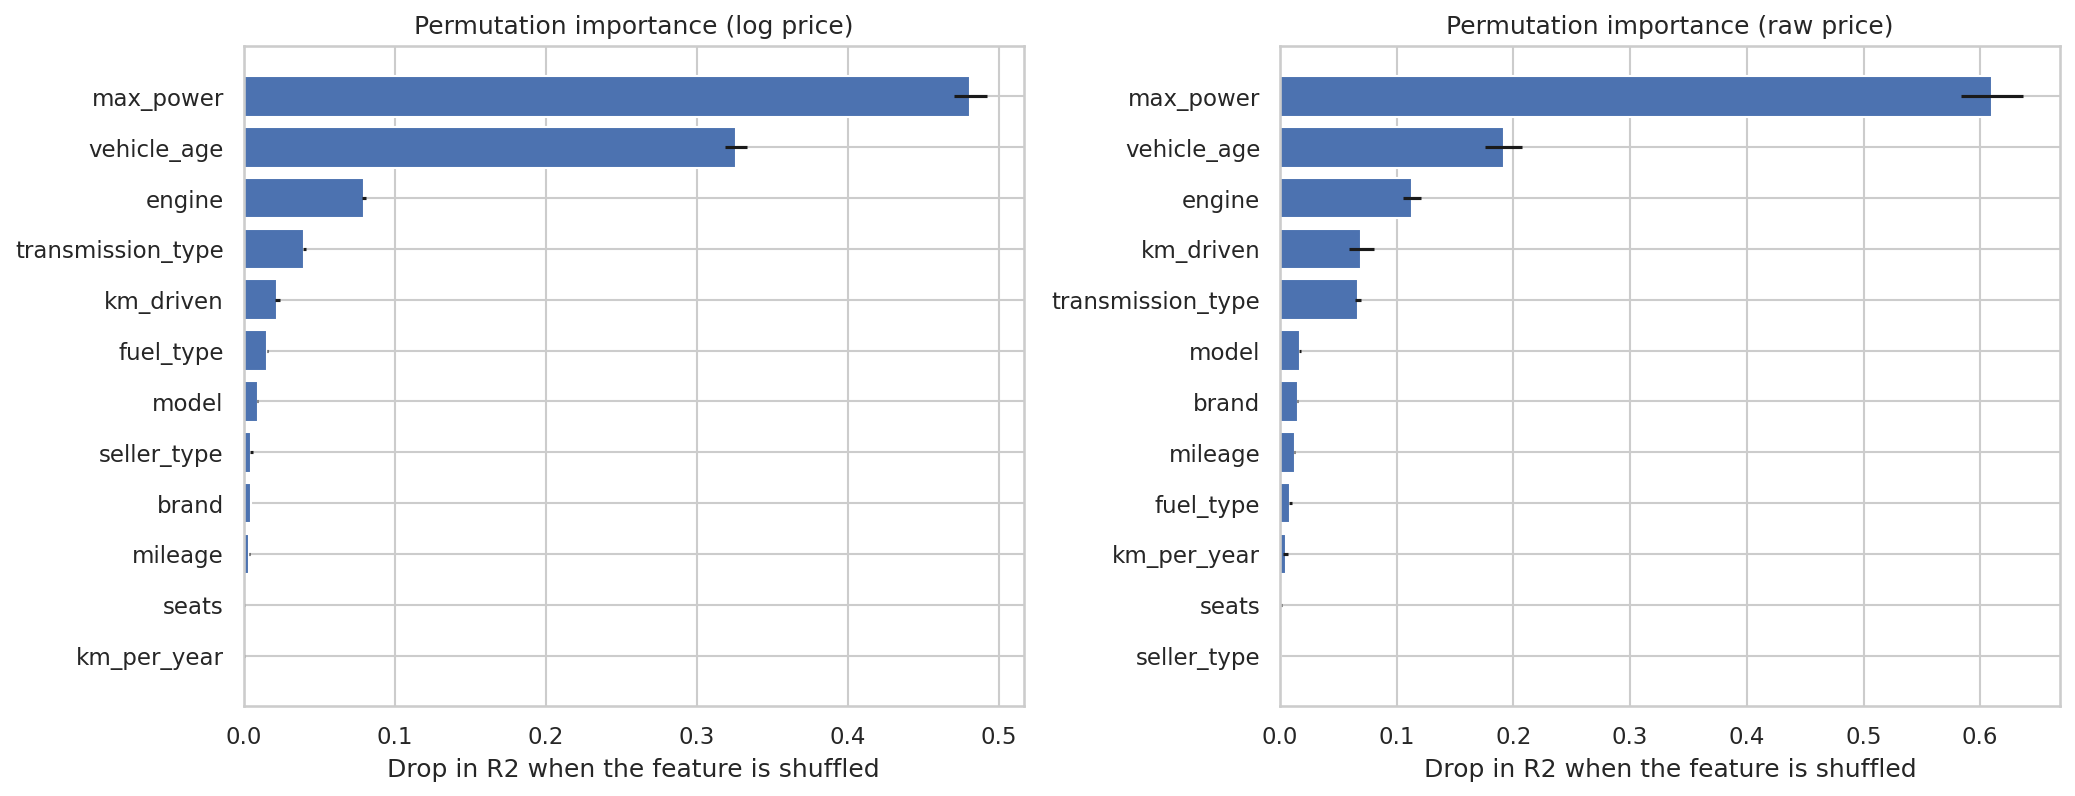 Permutation importance (log price)
max_power
vehicle_age
engine
transmission_type
km_driven
fuel_type
model
seller_type
brand
mileage
seats
km_per_year
0.0 0.1 0.2 0.3 0.4 0.5
Drop in R2 when the feature is shuffled
Permutation importance (raw price)
max_power
vehicle_age
engine
km_driven
transmission_type
model
brand
mileage
fuel_type
km_per_year
seats
seller_type
0.0 0.1 0.2 0.3 0.4 0.5 0.6
Drop in R2 when the feature is shuffled